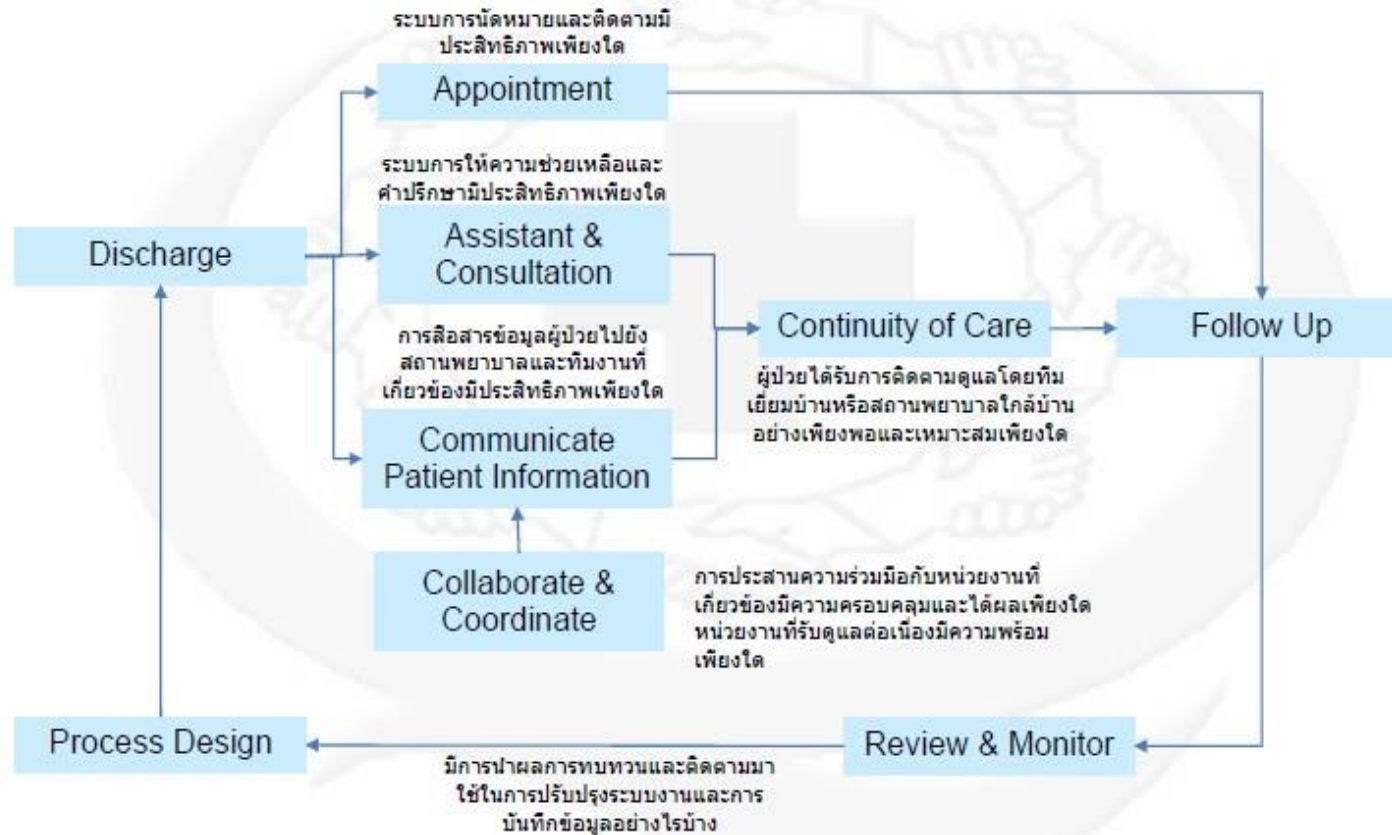 ระบบการนัดหมายและติดตามมี
ประสิทธิภาพเพียงใด
Appointment
ระบบการให้ความช่วยเหลือและ
คำปรึกษามีประสิทธิภาพเพียงใด
Discharge
Assistant &
Consultation
การสื่อสารข้อมูลผู้ป่วยไปยัง
สถานพยาบาลและทีมงานที่
เกี่ยวข้องมีประสิทธิภาพเพียงใด
Continuity of Care
Follow Up
ผู้ป่วยได้รับการติดตามดูแลโดยทีม
เยี่ยมบ้านหรือสถานพยาบาลใกล้บ้าน
อย่างเพียงพอและเหมาะสมเพียงใด
Communicate
Patient Information
Collaborate &
Coordinate
การประสานความร่วมมือกับหน่วยงานที่
เกี่ยวข้องมีความครอบคลุมและได้ผลเพียงใด
หน่วยงานที่รับดูแลต่อเนื่องมีความพร้อม
เพียงใด
Process Design
Review & Monitor
มีการนำผลการทบทวนและติดตามมา
ใช้ในการปรับปรุงระบบงานและการ
บันทึกข้อมูลอย่างไรบ้าง